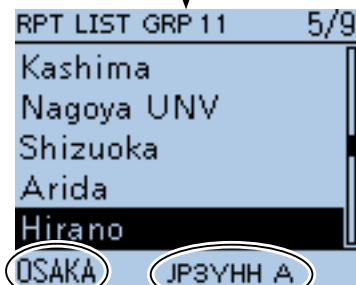 RPT LIST GRP 11 5/9
Kashima
Nagoya UNV
Shizuoka
Arida
Hirano
OSAKA JP3YHH A